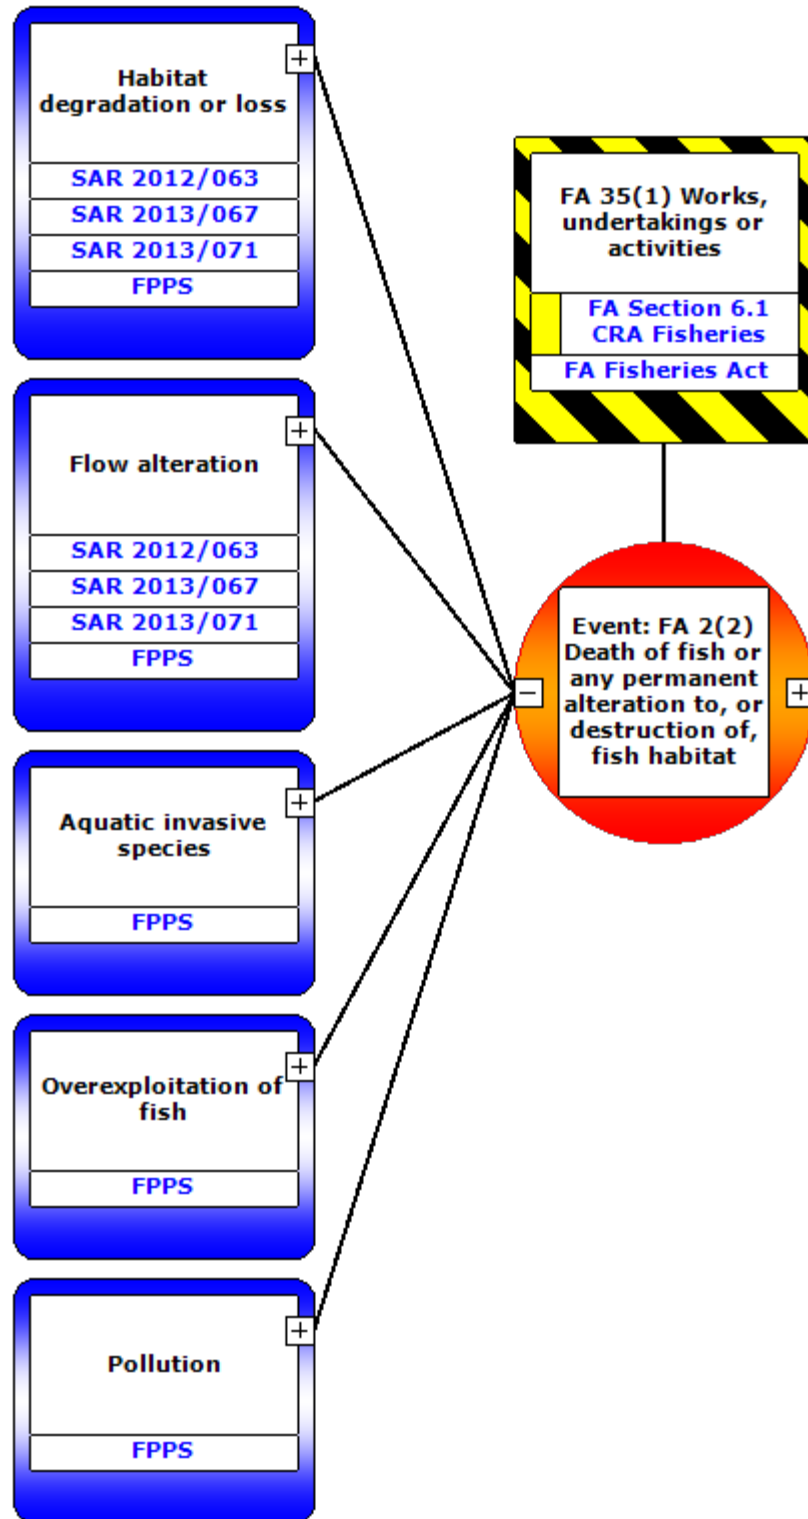 Habitat
degradation or loss
SAR 2012/063
SAR 2013/067
SAR 2013/071
FPPS
Flow alteration
SAR 2012/063
SAR 2013/067
SAR 2013/071
FPPS
Aquatic invasive
species
FPPS
Overexploitation of
fish
FPPS
Pollution
FPPS
FA 35(1) Works,
undertakings or
activities
FA Section 6.1
CRA Fisheries
FA Fisheries Act
Event: FA 2(2)
Death of fish or
any permanent
alteration to, or
destruction of,
fish habitat